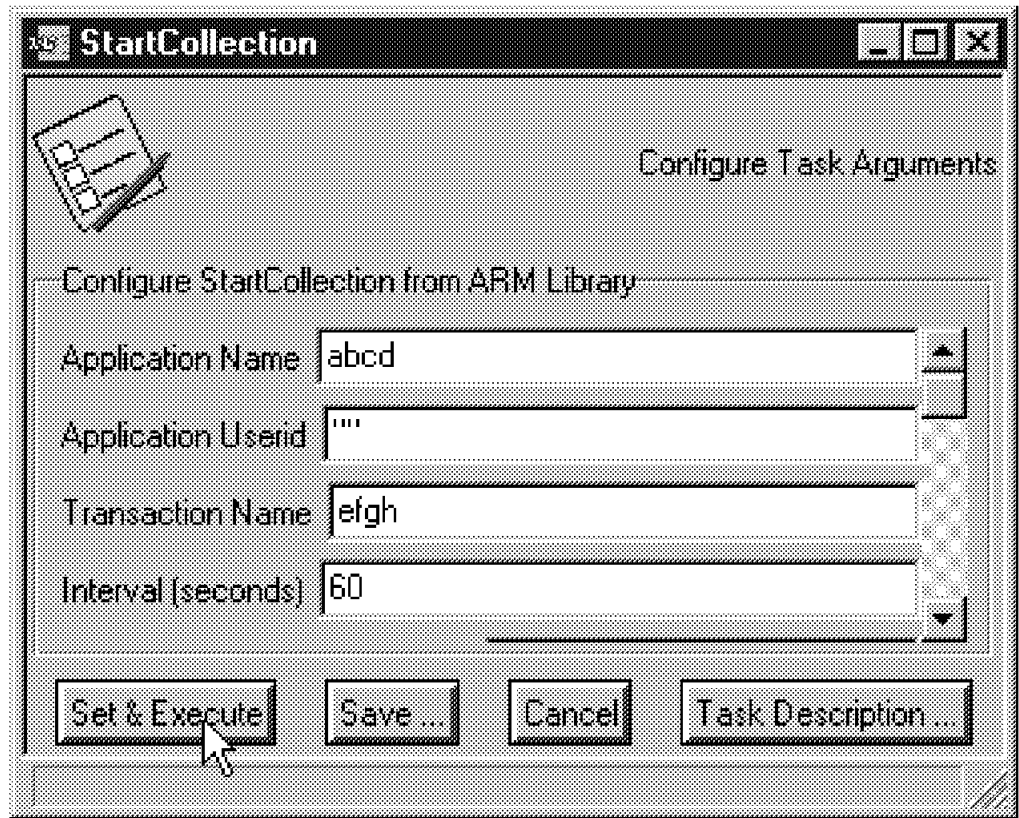 StartCollection
Configure Task Arguments
Configure StartCollection from ARM Library
Application Name abcd
Application Userid ""
Transaction Name efgh
Interval (seconds) 60
Set & Execute Save ... Cancel Task Description ...